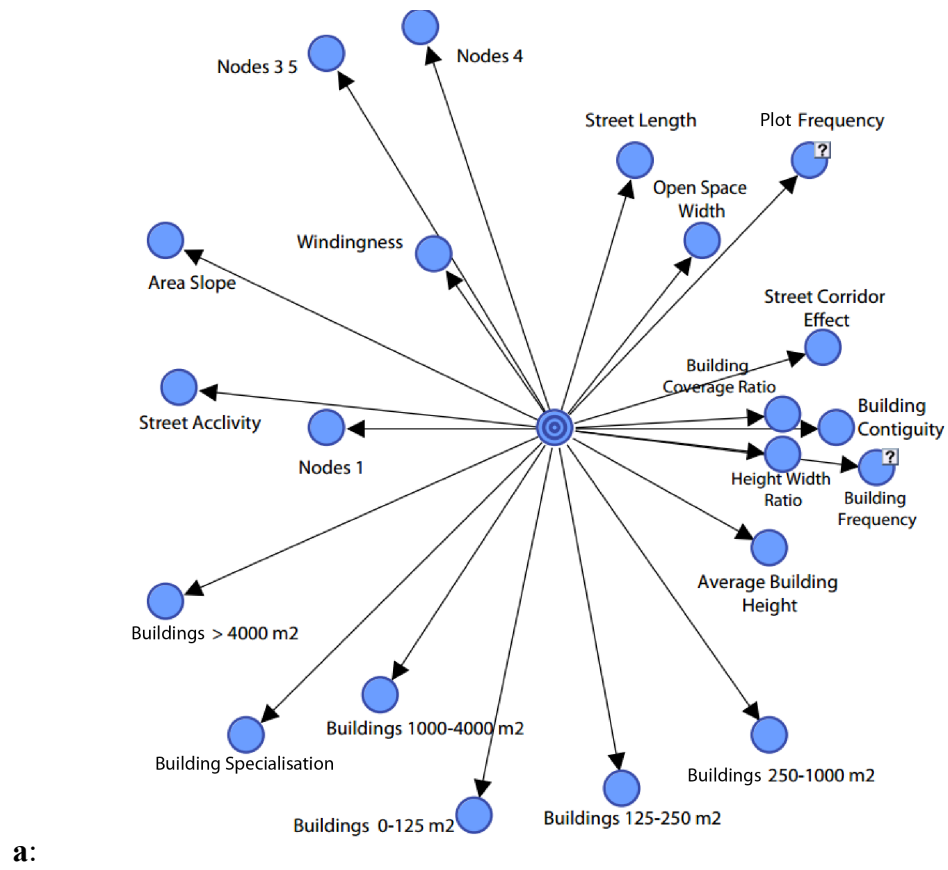 Nodes 4
Nodes 3 5
Street Length
Plot Frequency
?
Open Space
Width
Windingness
Area Slope
Street Corridor
Effect
Building
Coverage Ratio
Building
Contiguity
Street Acclivity
Nodes 1
Height Width
Ratio
?
Building
Frequency
Average Building
Height
Buildings > 4000 m2
Buildings 1000-4000 m2
Building Specialisation
Buildings 250-1000 m2
Buildings 0-125 m2
Buildings 125-250 m2
a: